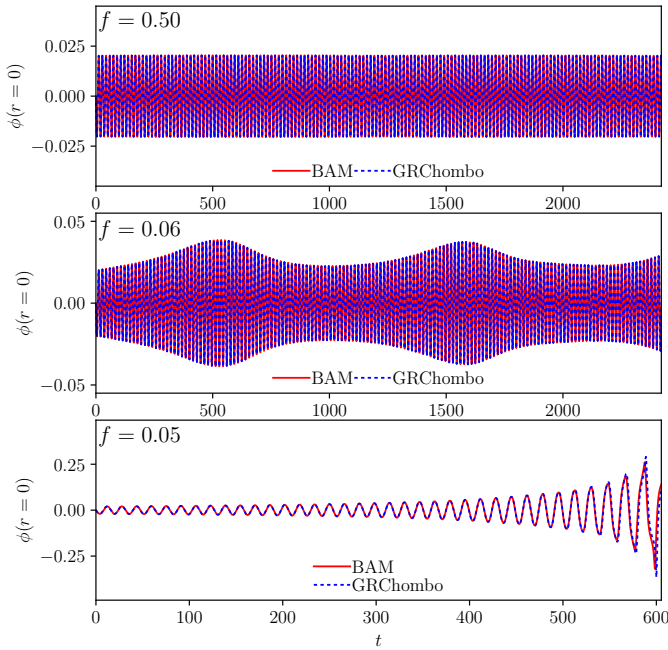 f = 0.50
0.025
0.000
−0.025
ϕ(r = 0)
BAM GRChombo
0 500 1000 1500 2000
f = 0.06
0.05
0.00
−0.05
ϕ(r = 0)
BAM GRChombo
0 500 1000 1500 2000
f = 0.05
0.25
0.00
−0.25
ϕ(r = 0)
BAM
GRChombo
0 100 200 300 400 500 600
t